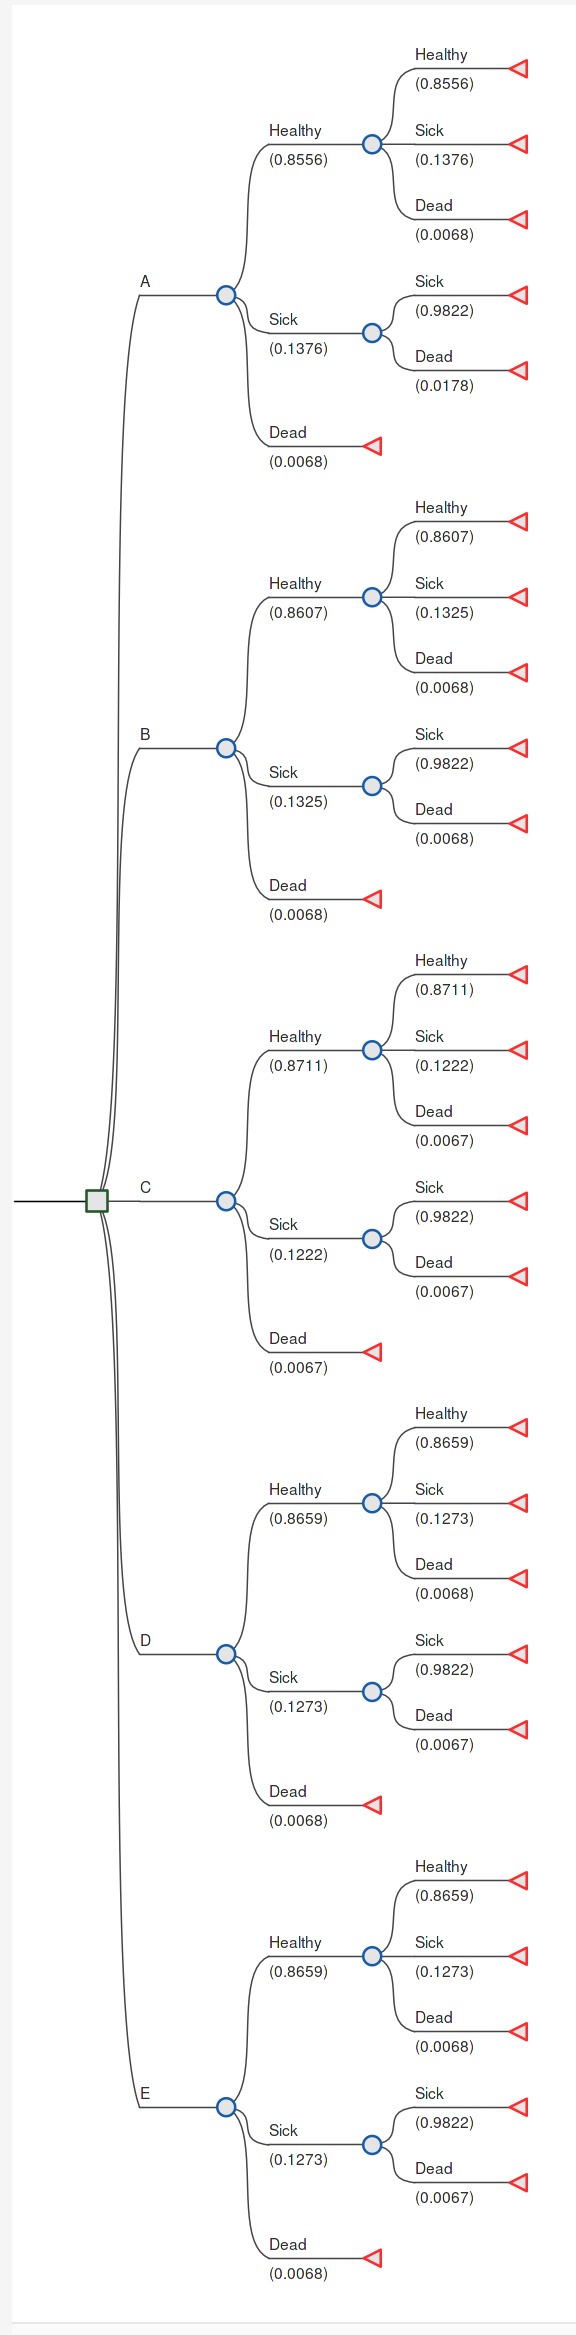 Healthy
(0.8556)
Healthy
(0.8556)
Sick
(0.1376)
Dead
(0.0068)
A
Sick
(0.1376)
Sick
(0.9822)
Dead
(0.0178)
Dead
(0.0068)
Healthy
(0.8607)
Healthy
(0.8607)
Sick
(0.1325)
Dead
(0.0068)
B
Sick
(0.1325)
Sick
(0.9822)
Dead
(0.0068)
Dead
(0.0068)
Healthy
(0.8711)
Healthy
(0.8711)
Sick
(0.1222)
Dead
(0.0067)
C
Sick
(0.1222)
Sick
(0.9822)
Dead
(0.0067)
Dead
(0.0067)
Healthy
(0.8659)
Healthy
(0.8659)
Sick
(0.1273)
Dead
(0.0068)
D
Sick
(0.1273)
Sick
(0.9822)
Dead
(0.0067)
Dead
(0.0068)
Healthy
(0.8659)
Healthy
(0.8659)
Sick
(0.1273)
Dead
(0.0068)
E
Sick
(0.1273)
Sick
(0.9822)
Dead
(0.0067)
Dead
(0.0068)